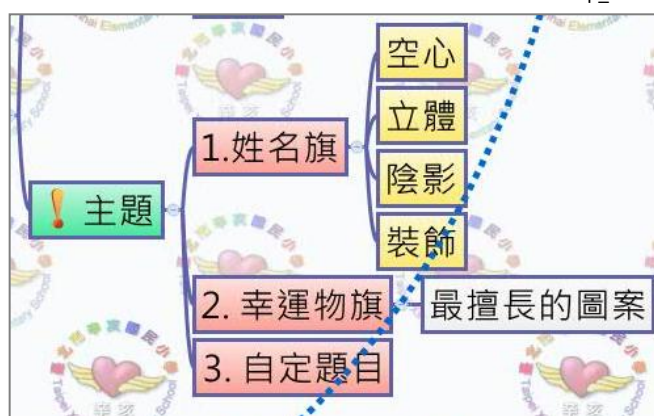 主題
1.姓名旗
空心
立體
陰影
裝飾
2. 幸運物旗
最擅長的圖案
3. 自定題目